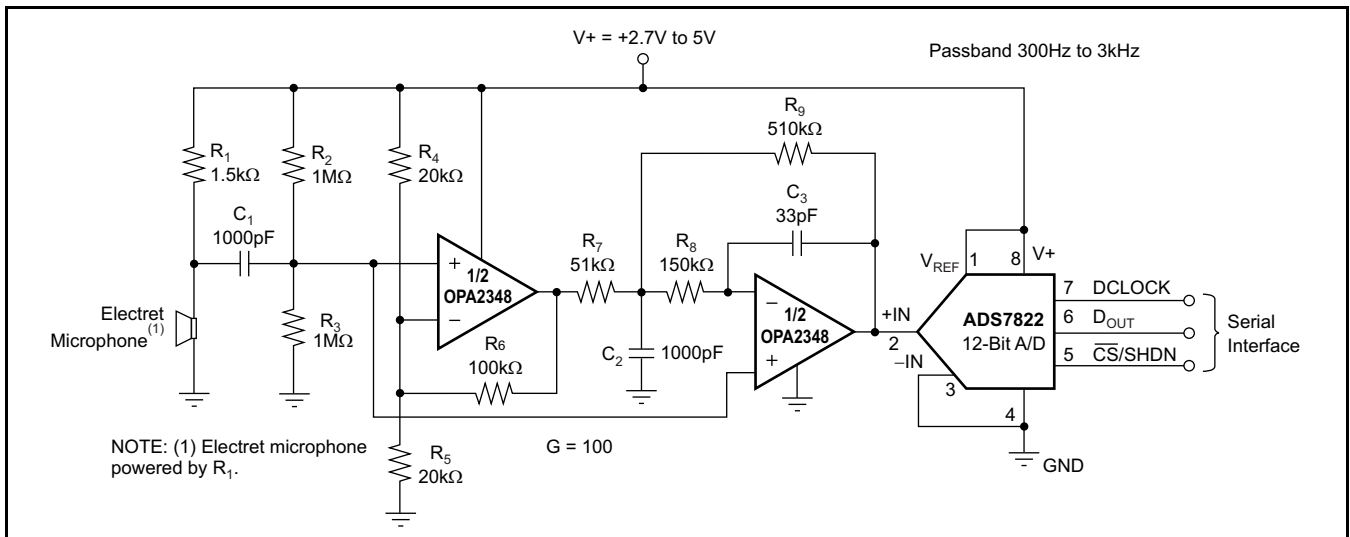 V+ = +2.7V to 5V
Passband 300Hz to 3kHz
R1
1.5kΩ
R2
1MΩ
R4
20kΩ
R9
510kΩ
C3
33pF
C1
1000pF
R7
51kΩ
R8
150kΩ
VREF
1
8
V+
+
1/2
OPA2348
−
−
1/2
OPA2348
+
+IN
2
−IN
3
ADS7822
12-Bit A/D
7
DCLOCK
6
DOUT
5
CS/SHDN
Serial
Interface
4
GND
Electret
Microphone(1)
R3
1MΩ
R6
100kΩ
C2
1000pF
R5
20kΩ
G = 100
NOTE: (1) Electret microphone
powered by R1.